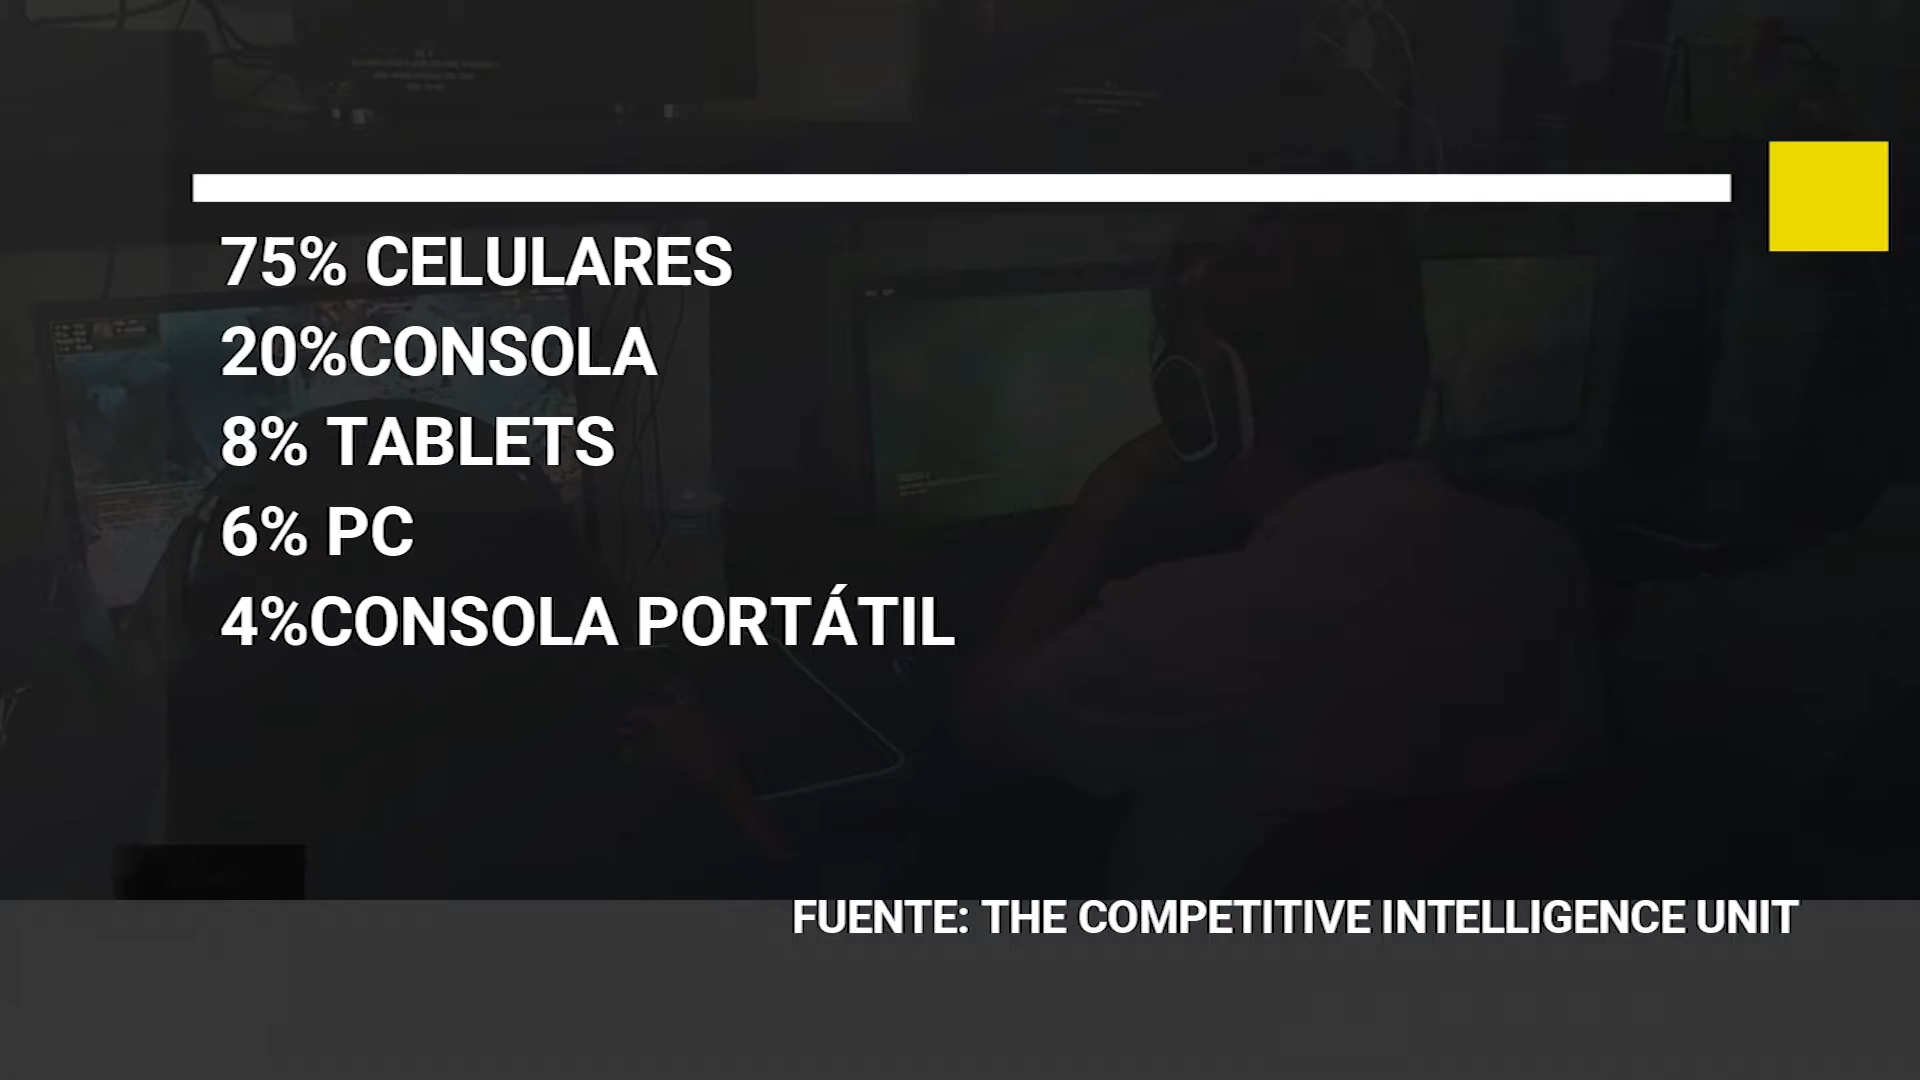 75% CELULARES
20%CONSOLA
8% TABLETS
6% PC
4%CONSOLA PORTÁTIL
FUENTE: THE COMPETITIVE INTELLIGENCE UNIT